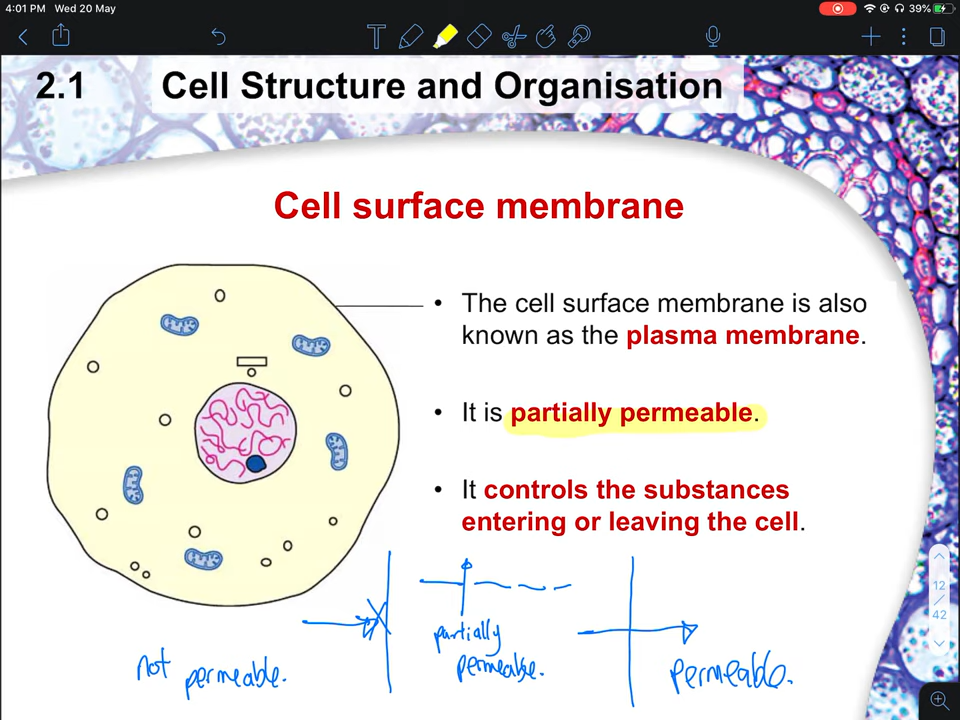 4:01 PM Wed 20 May
39%
2.1 Cell Structure and Organisation
Cell surface membrane
• The cell surface membrane is also
known as the plasma membrane.
• It is partially permeable.
• It controls the substances
entering or leaving the cell.
12
/
42
not permeable.
partially
permeable.
permeable.